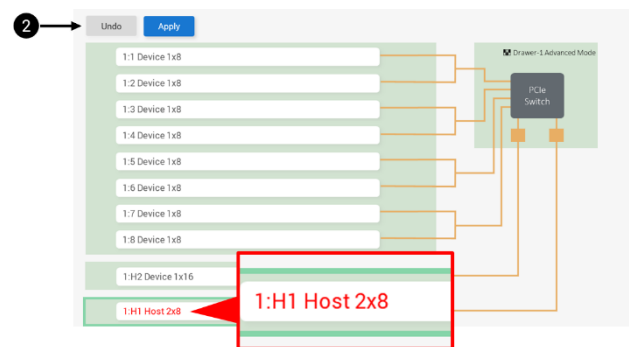 2
Undo
Apply
1:1 Device 1x8
1:2 Device 1x8
1:3 Device 1x8
1:4 Device 1x8
1:5 Device 1x8
1:6 Device 1x8
1:7 Device 1x8
1:8 Device 1x8
Drawer-1 Advanced Mode
PCIe
Switch
1:H2 Device 1x16
1:H1 Host 2x8
1:H1 Host 2x8